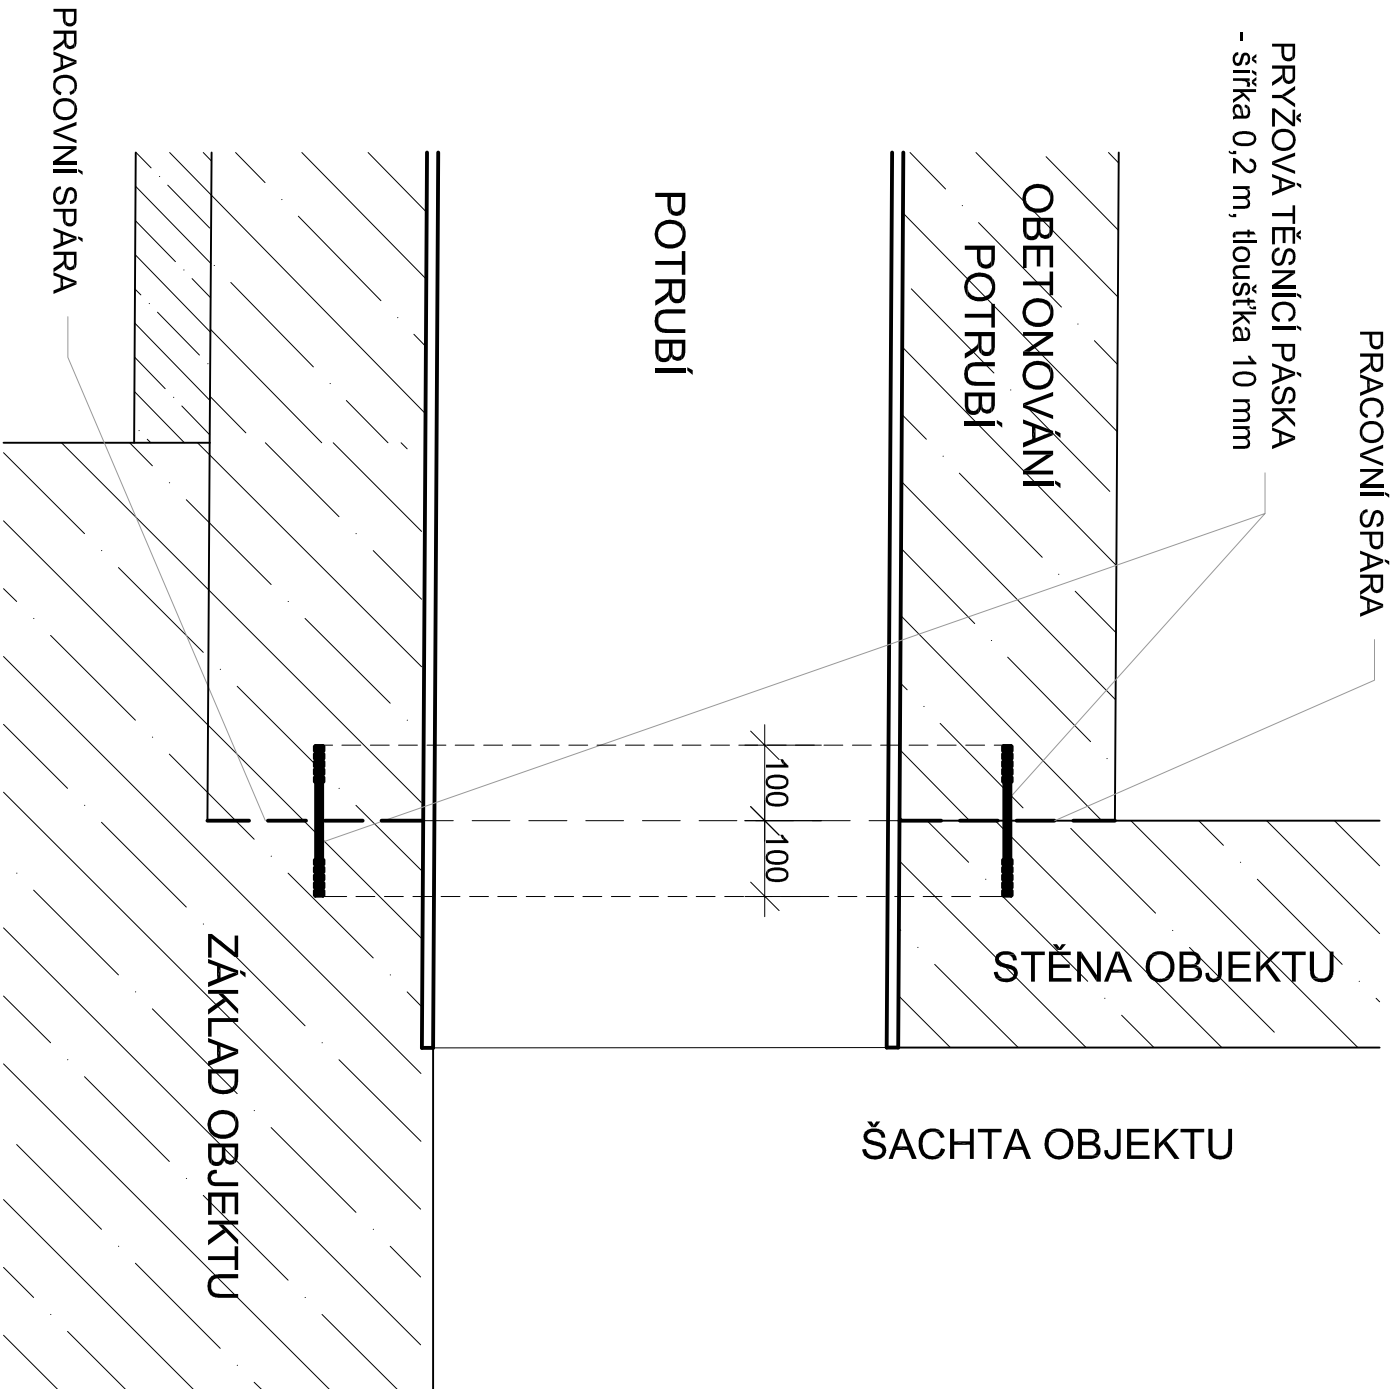 PRACOVNÍ SPÁRA
PRYŽOVÁ TĚSNÍCÍ PÁSKA
- šířka 0,2 m, tloušťka 10 mm
OBETONOVÁNÍ
POTRUBÍ
POTRUBÍ
PRACOVNÍ SPÁRA
100
100
STĚNA OBJEKTU
ŠACHTA OBJEKTU
ZÁKLAD OBJEKTU